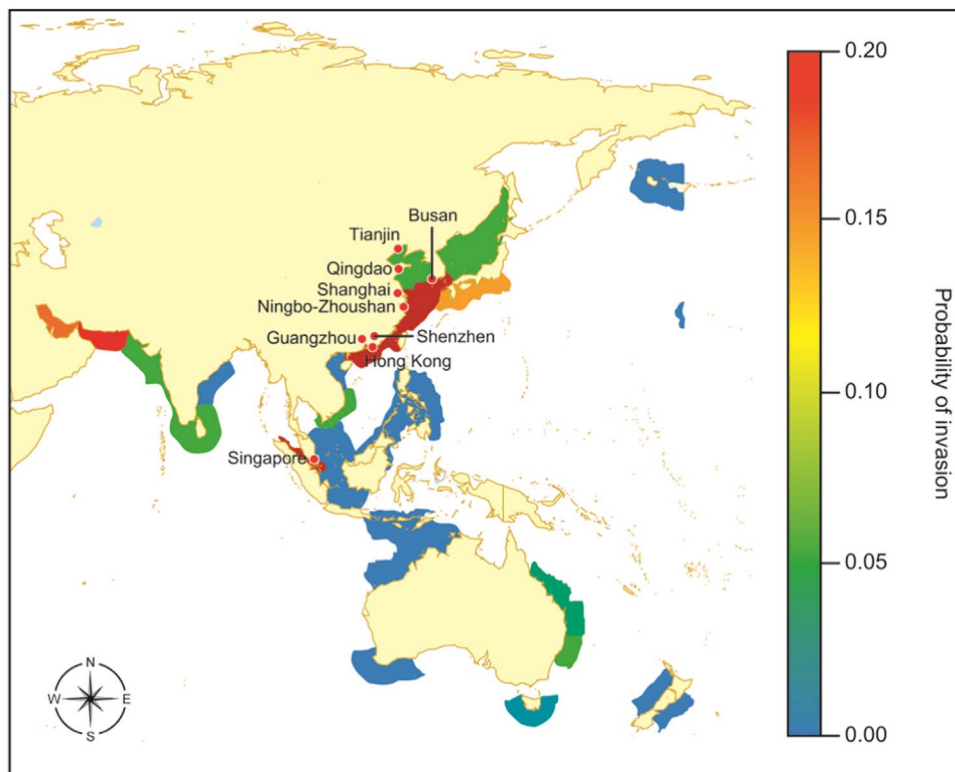 Busan
Tianjin
Qingdao
Shanghai
Ningbo-Zhoushan
Guangzhou
Shenzhen
Hong Kong
Singapore
N
W
E
S
0.20
0.15
0.10
0.05
0.00
Probability of invasion